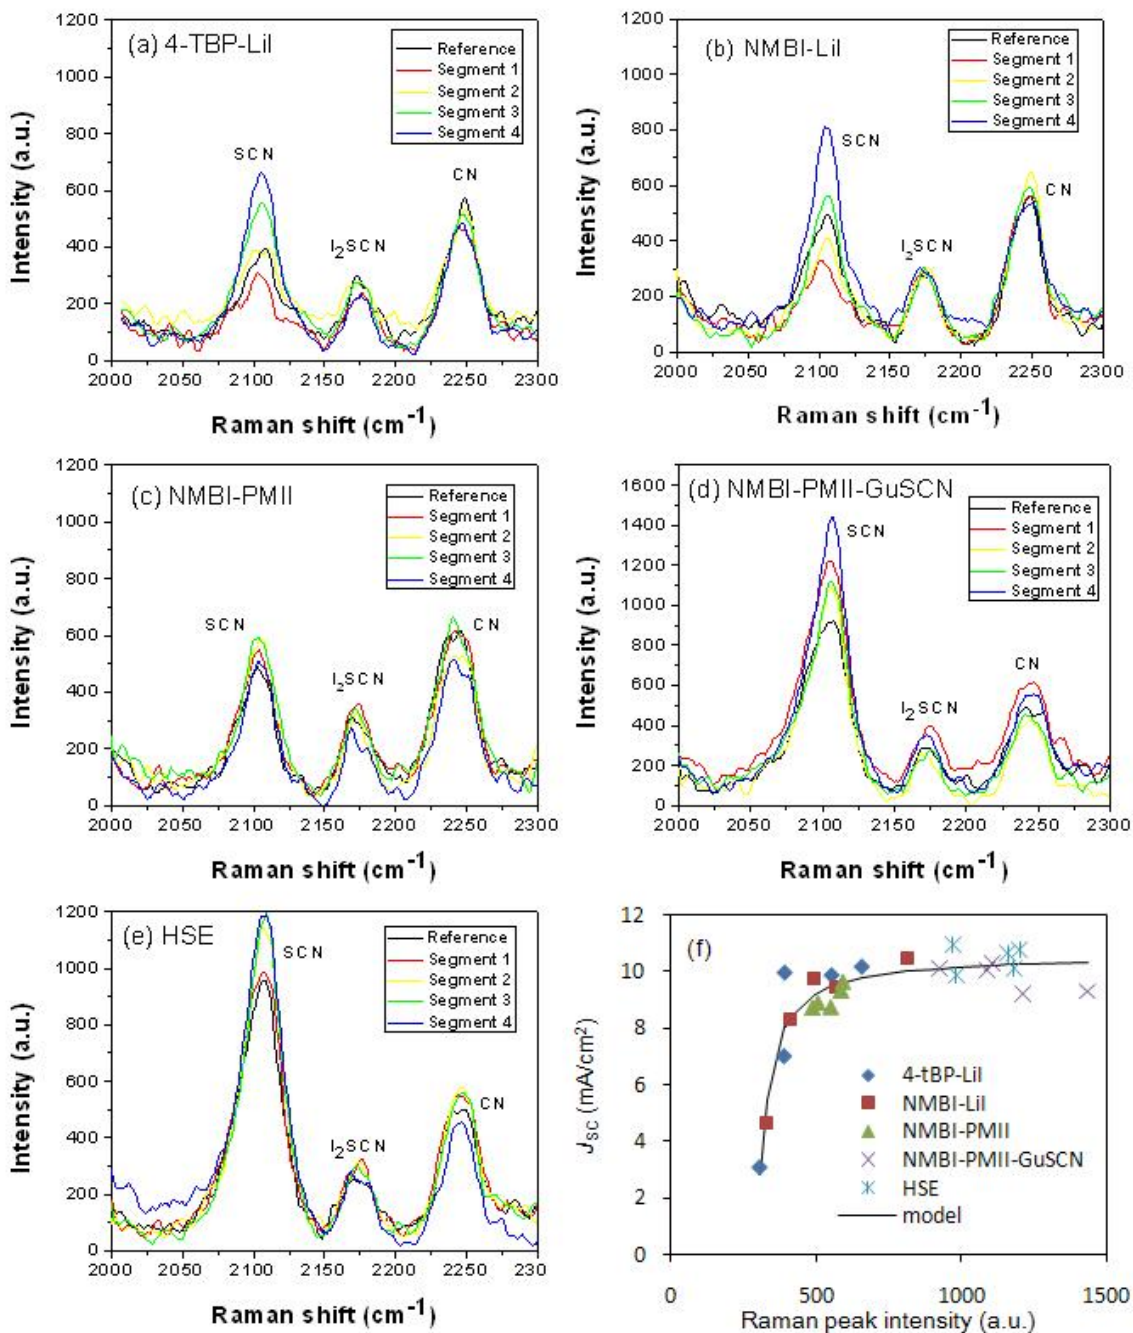 (a) 4-TBP-LiI
Reference
Segment 1
Segment 2
Segment 3
Segment 4
SCN
I2SCN
CN
Intensity (a.u.)
1200
1000
800
600
400
200
0
2000 2050 2100 2150 2200 2250 2300
Raman shift (cm-1)
(b) NMBI-LiI
Reference
Segment 1
Segment 2
Segment 3
Segment 4
SCN
I2SCN
CN
Intensity (a.u.)
1200
1000
800
600
400
200
0
2000 2050 2100 2150 2200 2250 2300
Raman shift (cm-1)
(c) NMBI-PMII
Reference
Segment 1
Segment 2
Segment 3
Segment 4
SCN
I2SCN
CN
Intensity (a.u.)
1200
1000
800
600
400
200
0
2000 2050 2100 2150 2200 2250 2300
Raman shift (cm-1)
(d) NMBI-PMII-GuSCN
Reference
Segment 1
Segment 2
Segment 3
Segment 4
SCN
I2SCN
CN
Intensity (a.u.)
1600
1400
1200
1000
800
600
400
200
0
2000 2050 2100 2150 2200 2250 2300
Raman shift (cm-1)
(e) HSE
Reference
Segment 1
Segment 2
Segment 3
Segment 4
SCN
I2SCN
CN
Intensity (a.u.)
1200
1000
800
600
400
200
0
2000 2050 2100 2150 2200 2250 2300
Raman shift (cm-1)
(f)
JSC (mA/cm2)
12
10
8
6
4
2
0
4-tBP-LiI
NMBI-LiI
NMBI-PMII
NMBI-PMII-GuSCN
HSE
model
0 500 1000 1500
Raman peak intensity (a.u.)